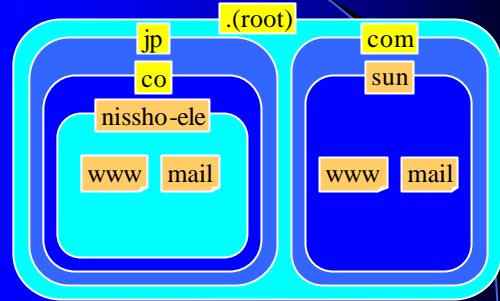 .(root)
jp com
co sun
nissho-ele
www mail www mail